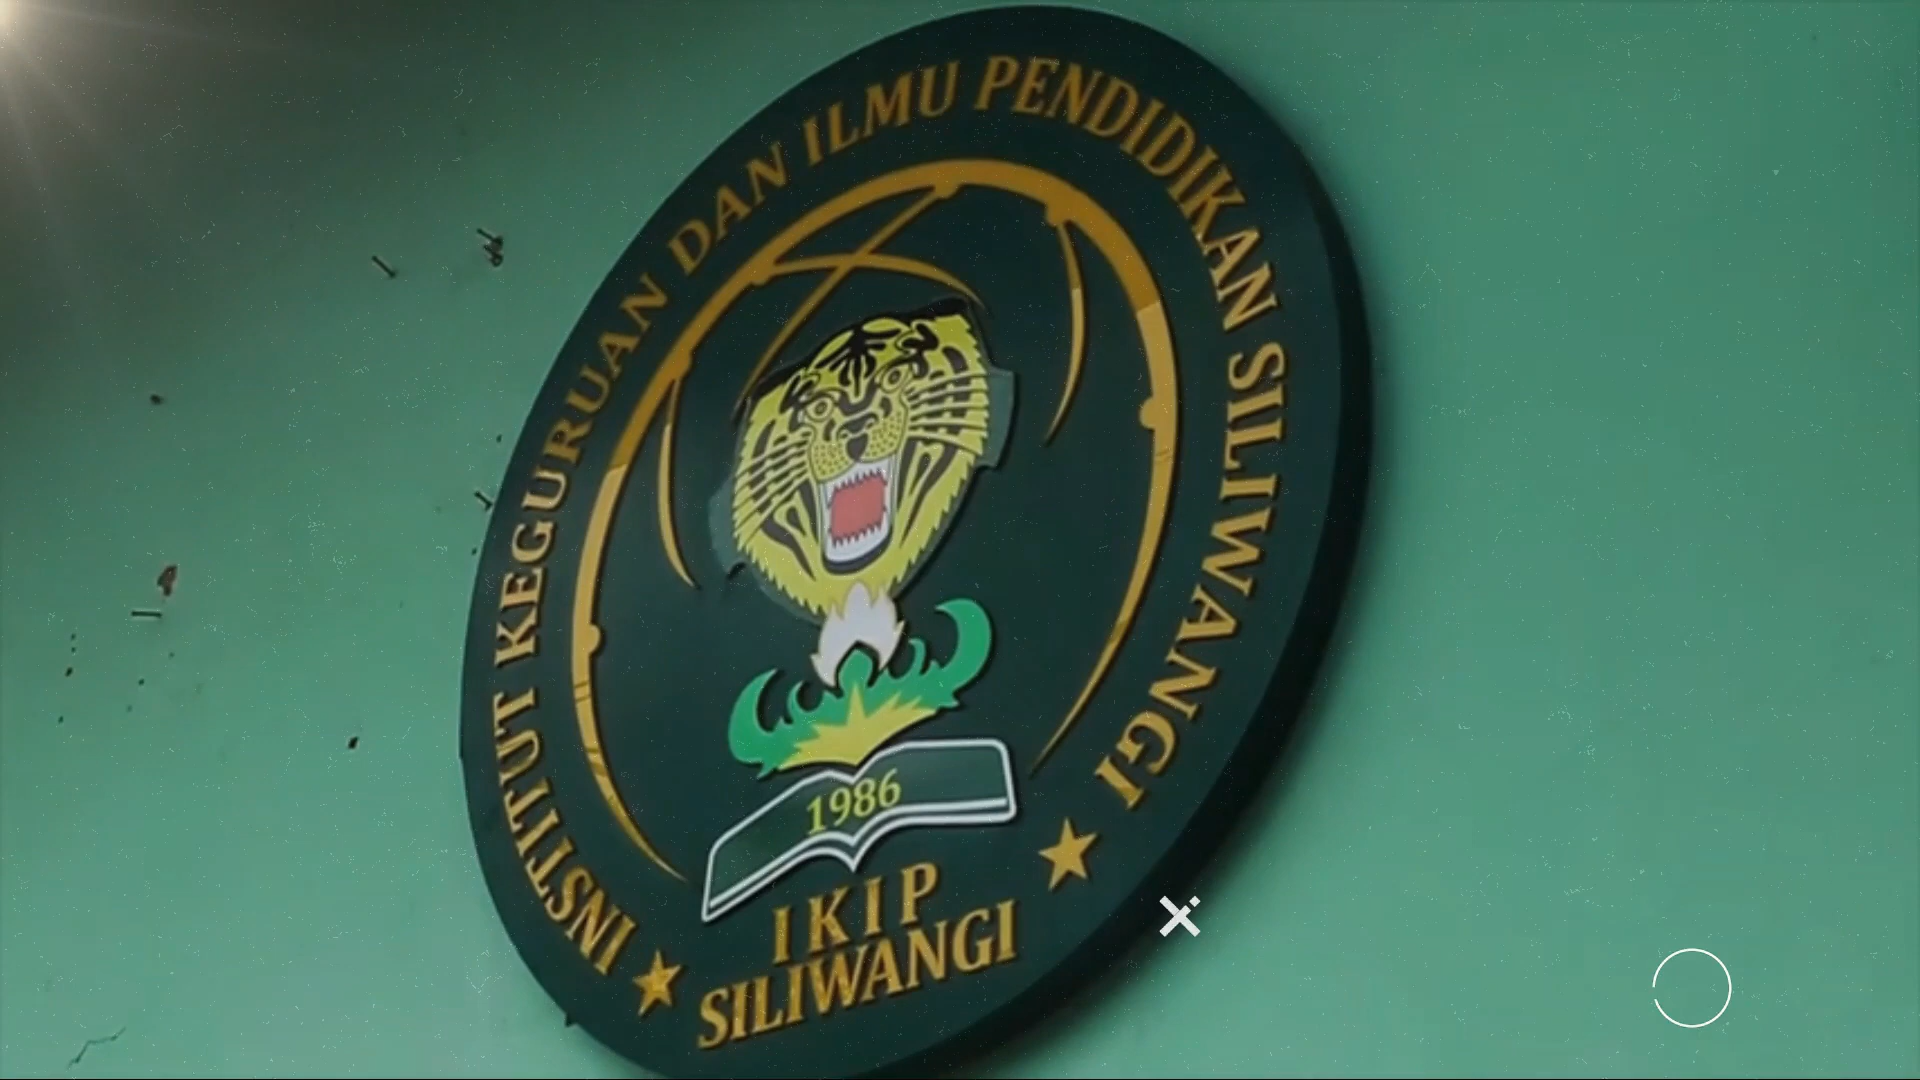 INSTITUT KEGURUAN DAN ILMU PENDIDIKAN SILIWANGI
1986
IKIP
SILIWANGI